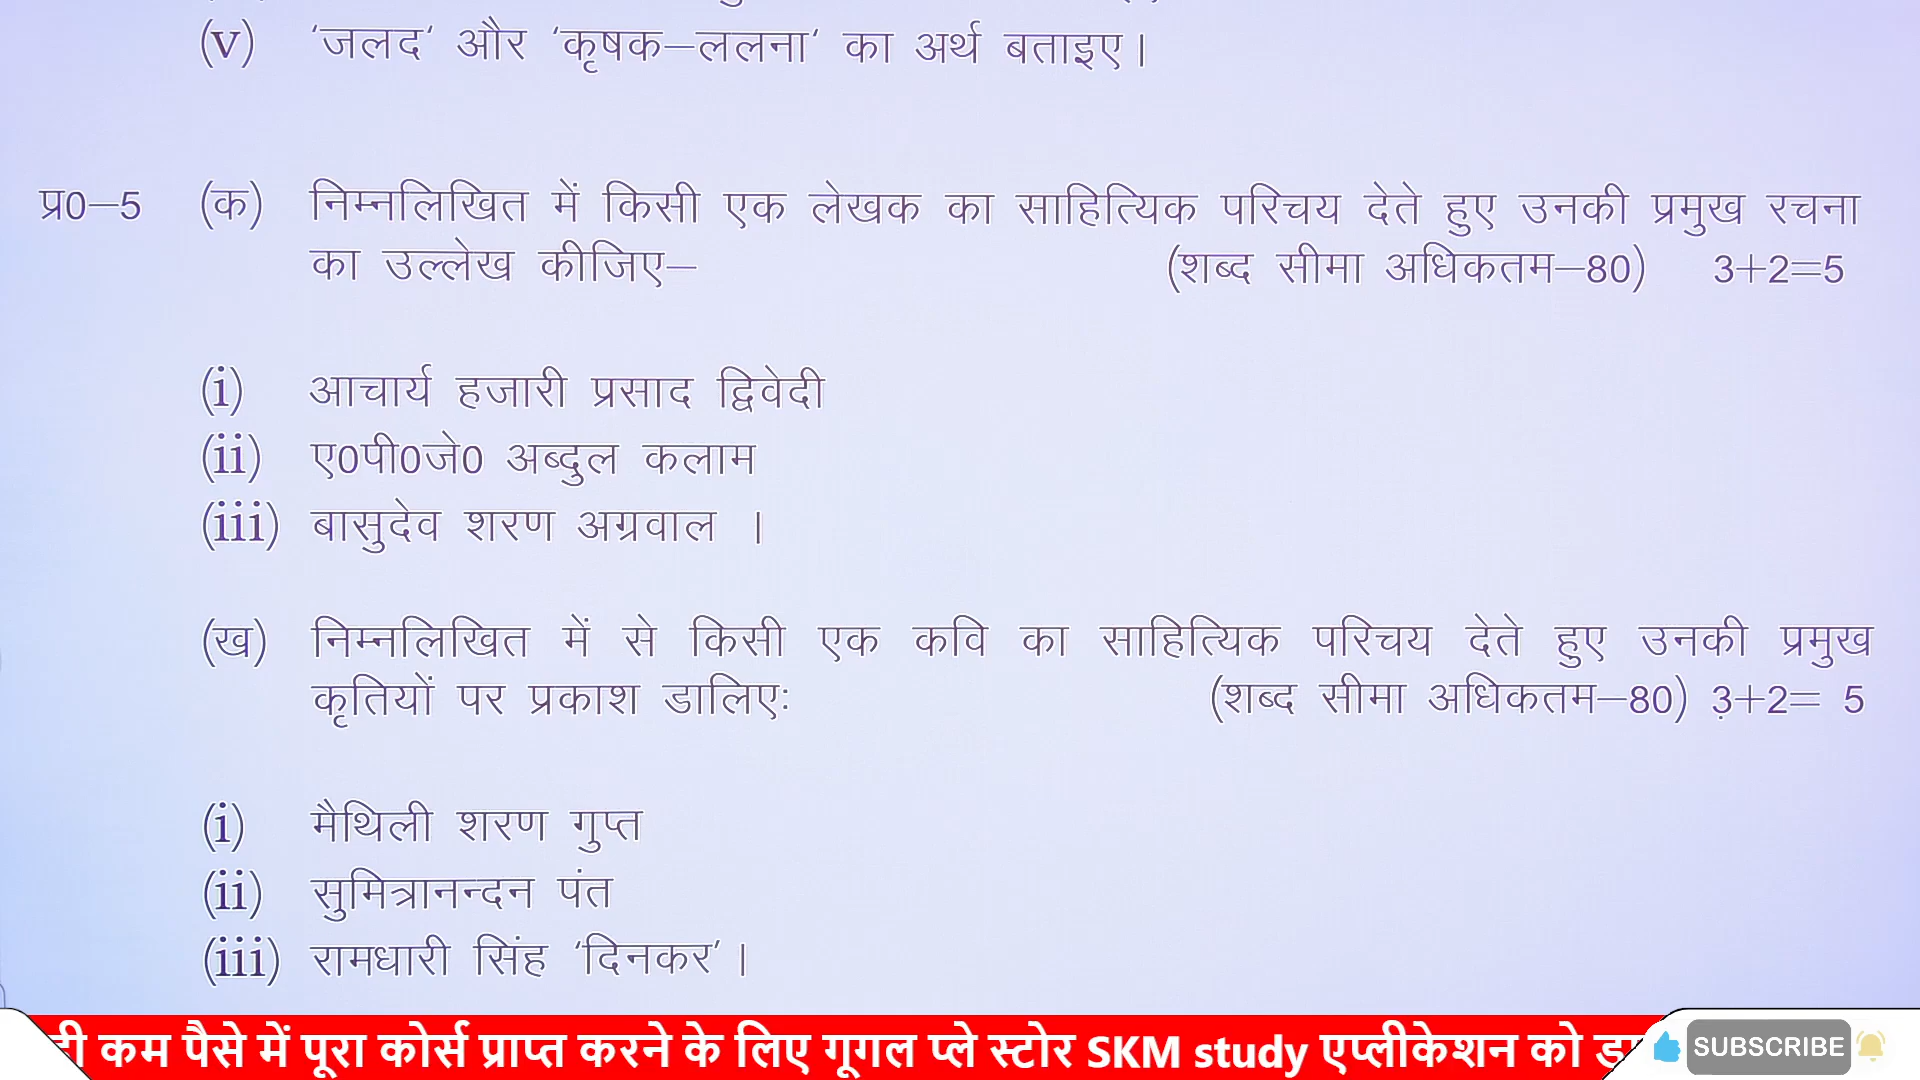 (v) ‘जलद’ और ‘कृषक–ललना’ का अर्थ बताइए।
प्र0–5 (क) निम्नलिखित में किसी एक लेखक का साहित्यिक परिचय देते हुए उनकी प्रमुख रचना
का उल्लेख कीजिए– (शब्द सीमा अधिकतम–80) 3+2=5
(i) आचार्य हजारी प्रसाद द्विवेदी
(ii) ए0पी0जे0 अब्दुल कलाम
(iii) बासुदेव शरण अग्रवाल ।
(ख) निम्नलिखित में से किसी एक कवि का साहित्यिक परिचय देते हुए उनकी प्रमुख
कृतियों पर प्रकाश डालिए: (शब्द सीमा अधिकतम–80) 3+2= 5
(i) मैथिली शरण गुप्त
(ii) सुमित्रानन्दन पंत
(iii) रामधारी सिंह ‘दिनकर’।
कम पैसे में पूरा कोर्स प्राप्त करने के लिए गूगल प्ले स्टोर SKM study एप्लीकेशन को
SUBSCRIBE